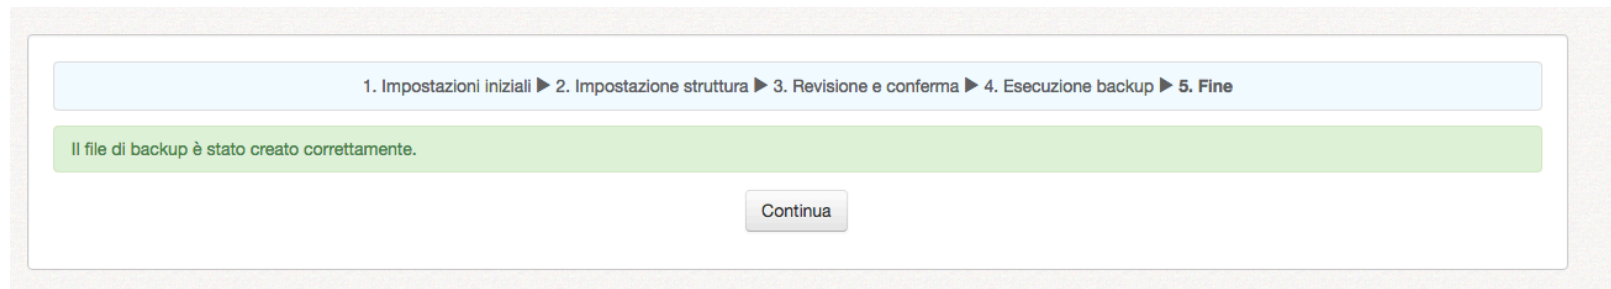 1. Impostazioni iniziali ▶ 2. Impostazione struttura ▶ 3. Revisione e conferma ▶ 4. Esecuzione backup ▶ 5. Fine
Il file di backup è stato creato correttamente.
Continua